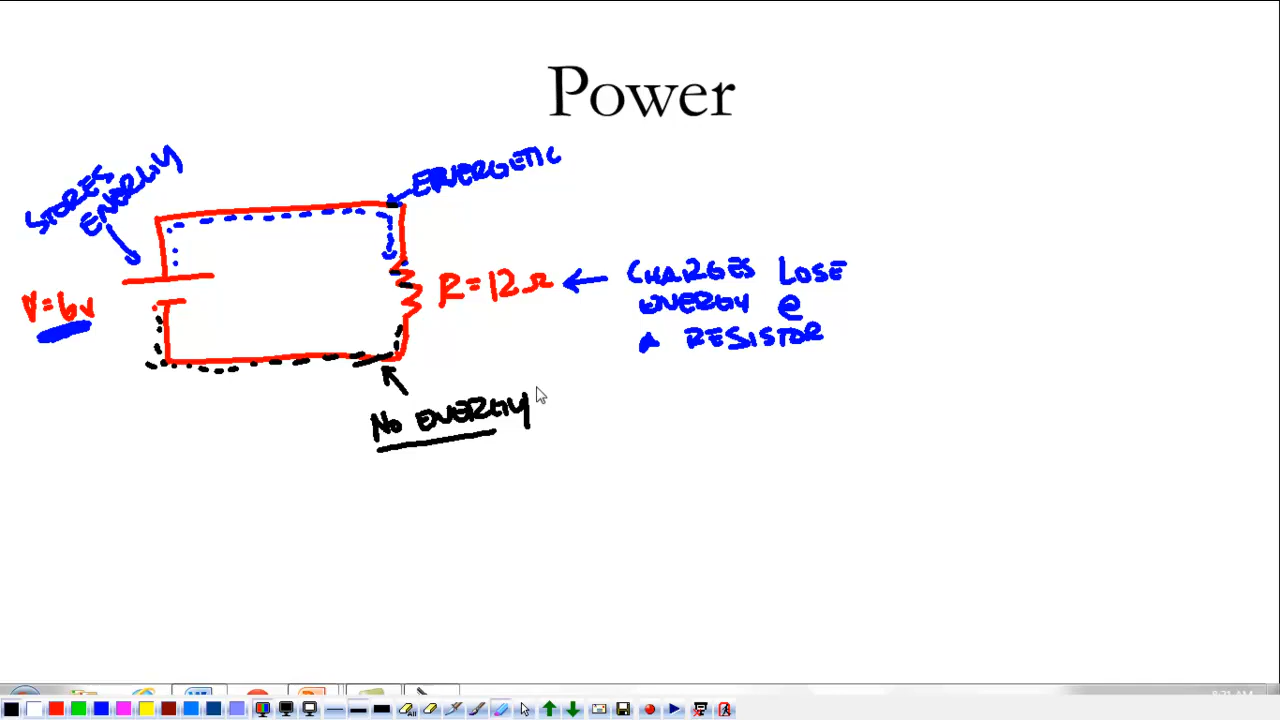 Power
STORES
ENERGY
ENERGETIC
V=6v
R=12Ω
CHARGES LOSE
ENERGY @
A RESISTOR
NO ENERGY